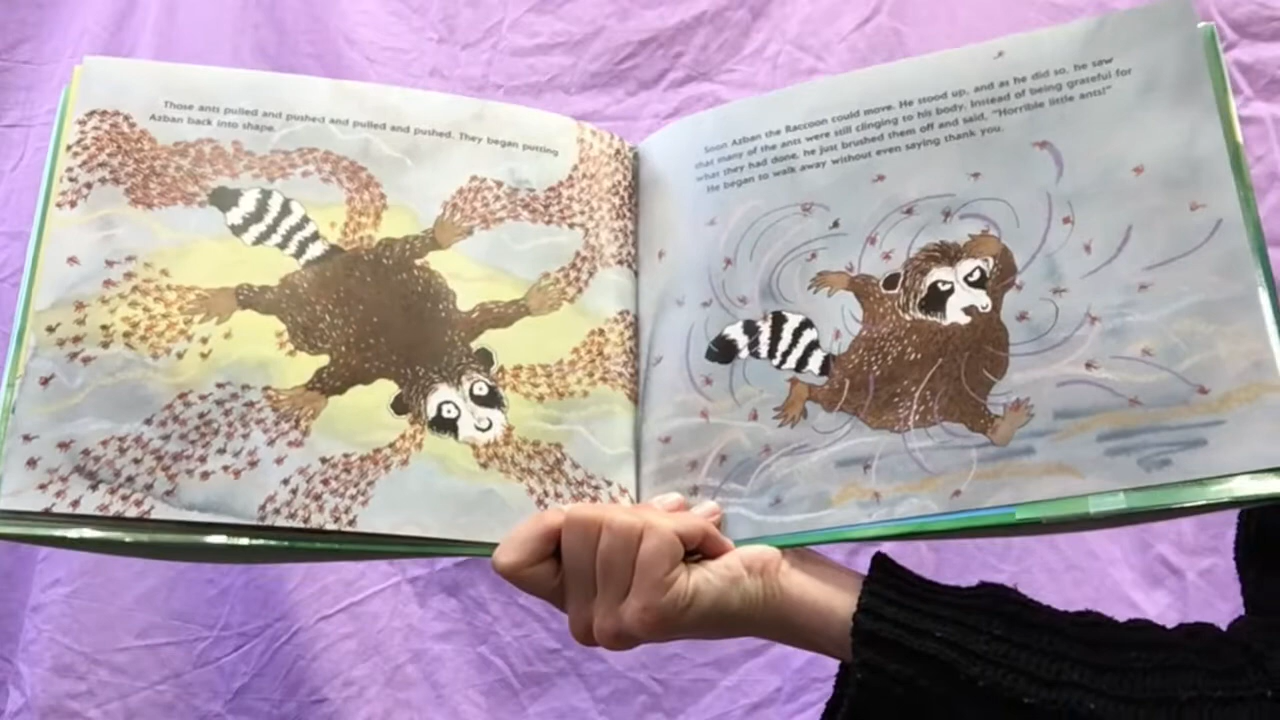 Those ants pulled and pushed and pulled and pushed. They began putting
Azban back into shape.
Soon Azban the Raccoon could move. He stood up, and as he did so, he saw
that many of the ants were still clinging to his body. Instead of being grateful for
what they had done, he just brushed them off and said, "Horrible little ants!"
He began to walk away without even saying thank you.